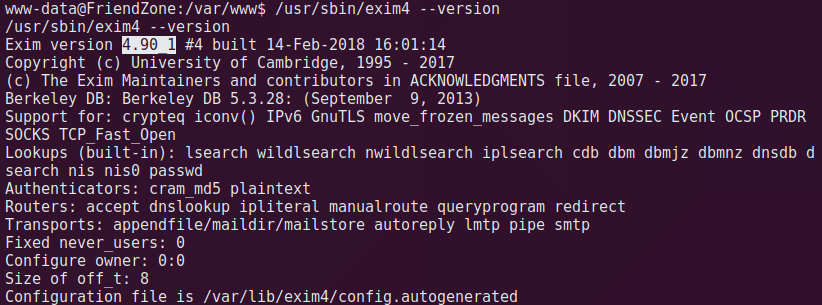 www-data@FriendZone:/var/www$ /usr/sbin/exim4 --version
/usr/sbin/exim4 --version
Exim version 4.90_1 #4 built 14-Feb-2018 16:01:14
Copyright (c) University of Cambridge, 1995 - 2017
(c) The Exim Maintainers and contributors in ACKNOWLEDGMENTS file, 2007 - 2017
Berkeley DB: Berkeley DB 5.3.28: (September  9, 2013)
Support for: crypteq iconv() IPv6 GnuTLS move_frozen_messages DKIM DNSSEC Event OCSP PRDR
SOCKS TCP_Fast_Open
Lookups (built-in): lsearch wildlsearch nwildlsearch iplsearch cdb dbm dbmjz dbmnz dnsdb d
search nis nis0 passwd
Authenticators: cram_md5 plaintext
Routers: accept dnslookup ipliteral manualroute queryprogram redirect
Transports: appendfile/maildir/mailstore autoreply lmtp pipe smtp
Fixed never_users: 0
Configure owner: 0:0
Size of off_t: 8
Configuration file is /var/lib/exim4/config.autogenerated